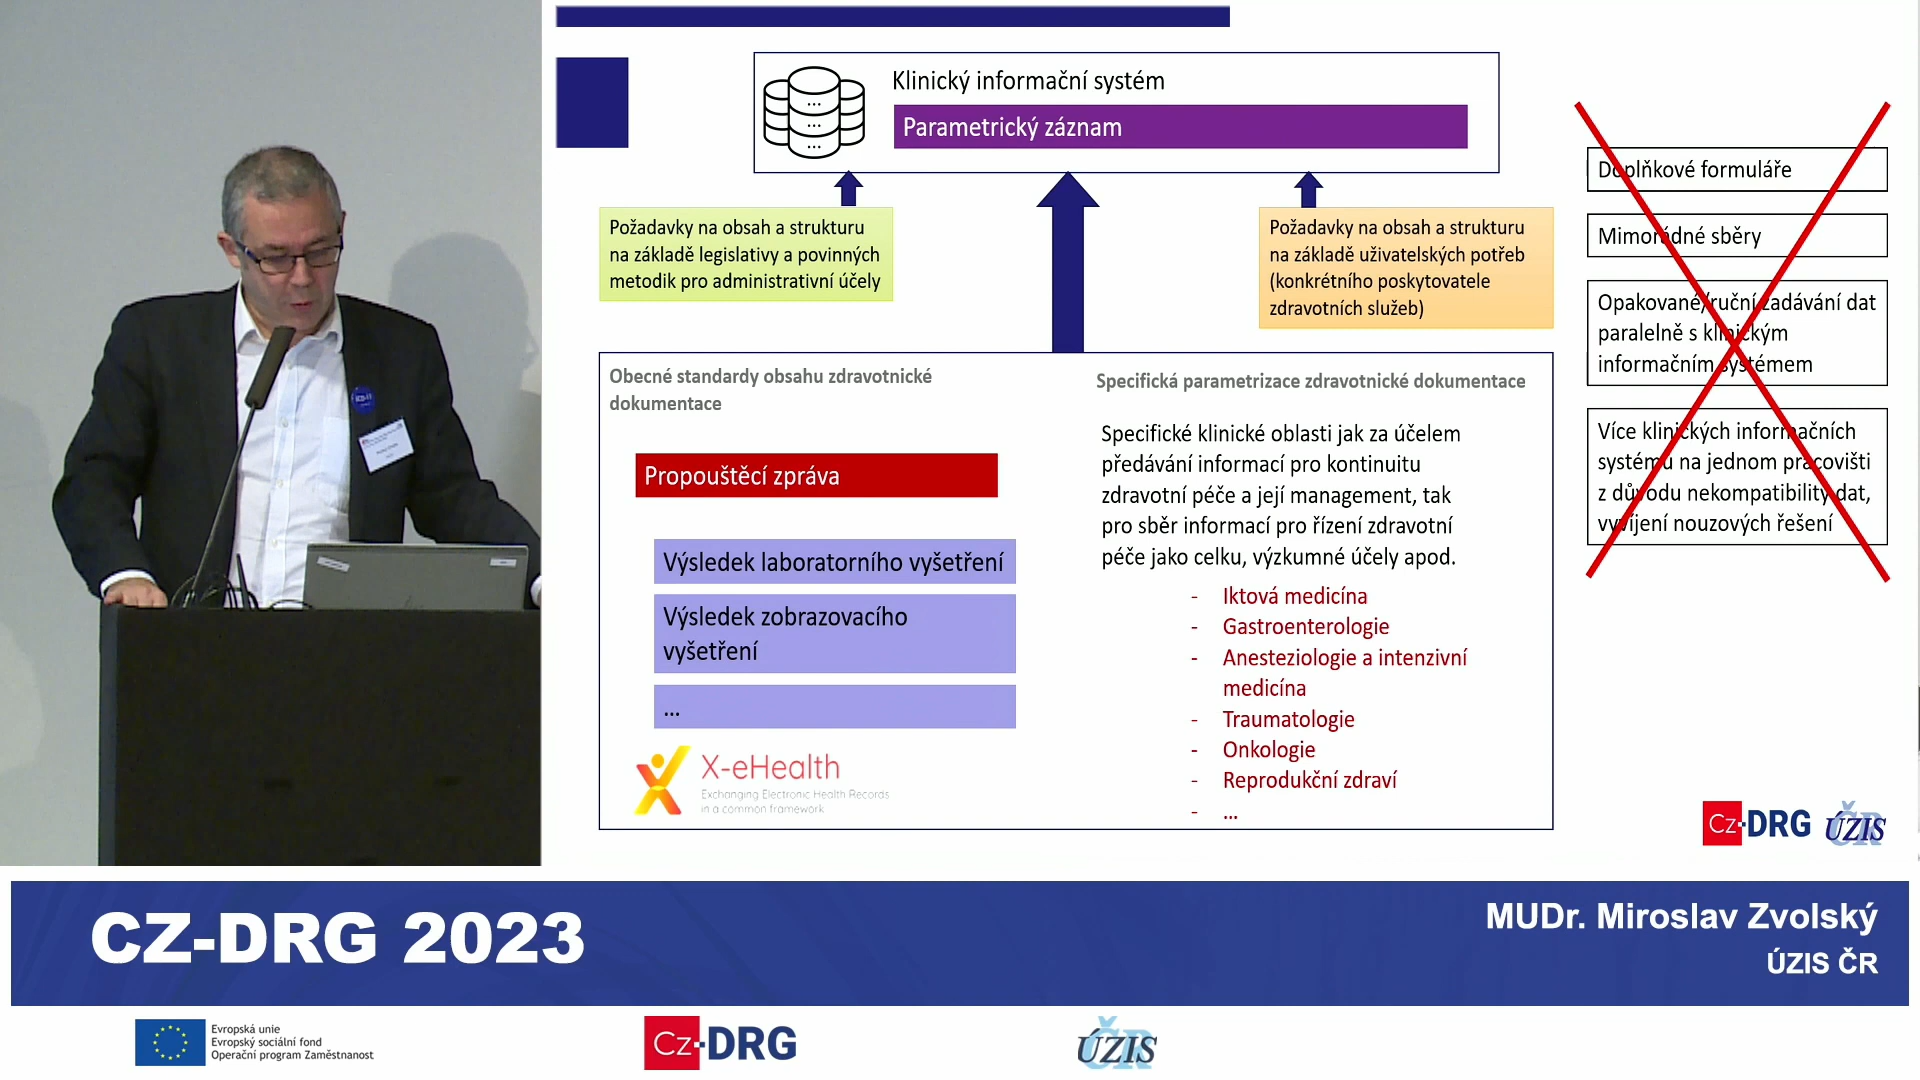 Klinický informační systém
Parametrický záznam
Požadavky na obsah a strukturu
na základě legislativy a povinných
metodik pro administrativní účely
Požadavky na obsah a strukturu
na základě uživatelských potřeb
(konkrétního poskytovatele
zdravotních služeb)
Obecné standardy obsahu zdravotnické
dokumentace
Propouštěcí zpráva
Výsledek laboratorního vyšetření
Výsledek zobrazovacího
vyšetření
...
X-eHealth
Exchanging Electronic Health Records
in a common framework
Specifická parametrizace zdravotnické dokumentace
Specifické klinické oblasti jak za účelem
předávání informací pro kontinuitu
zdravotní péče a její management, tak
pro sběr informací pro řízení zdravotní
péče jako celku, výzkumné účely apod.
- Iktová medicína
- Gastroenterologie
- Anesteziologie a intenzivní
medicína
- Traumatologie
- Onkologie
- Reprodukční zdraví
- ...
Doplňkové formuláře
Mimořádné sběry
Opakované/ruční zadávání dat
paralelně s klinickým
informačním systémem
Více klinických informačních
systému na jednom pracovišti
z důvodu nekompatibility dat,
vyvíjení nouzových řešení
Cz-DRG
ÚZIS ČR
CZ-DRG 2023
MUDr. Miroslav Zvolský
ÚZIS ČR
Evropská unie
Evropský sociální fond
Operační program Zaměstnanost
Cz-DRG
ÚZIS ČR